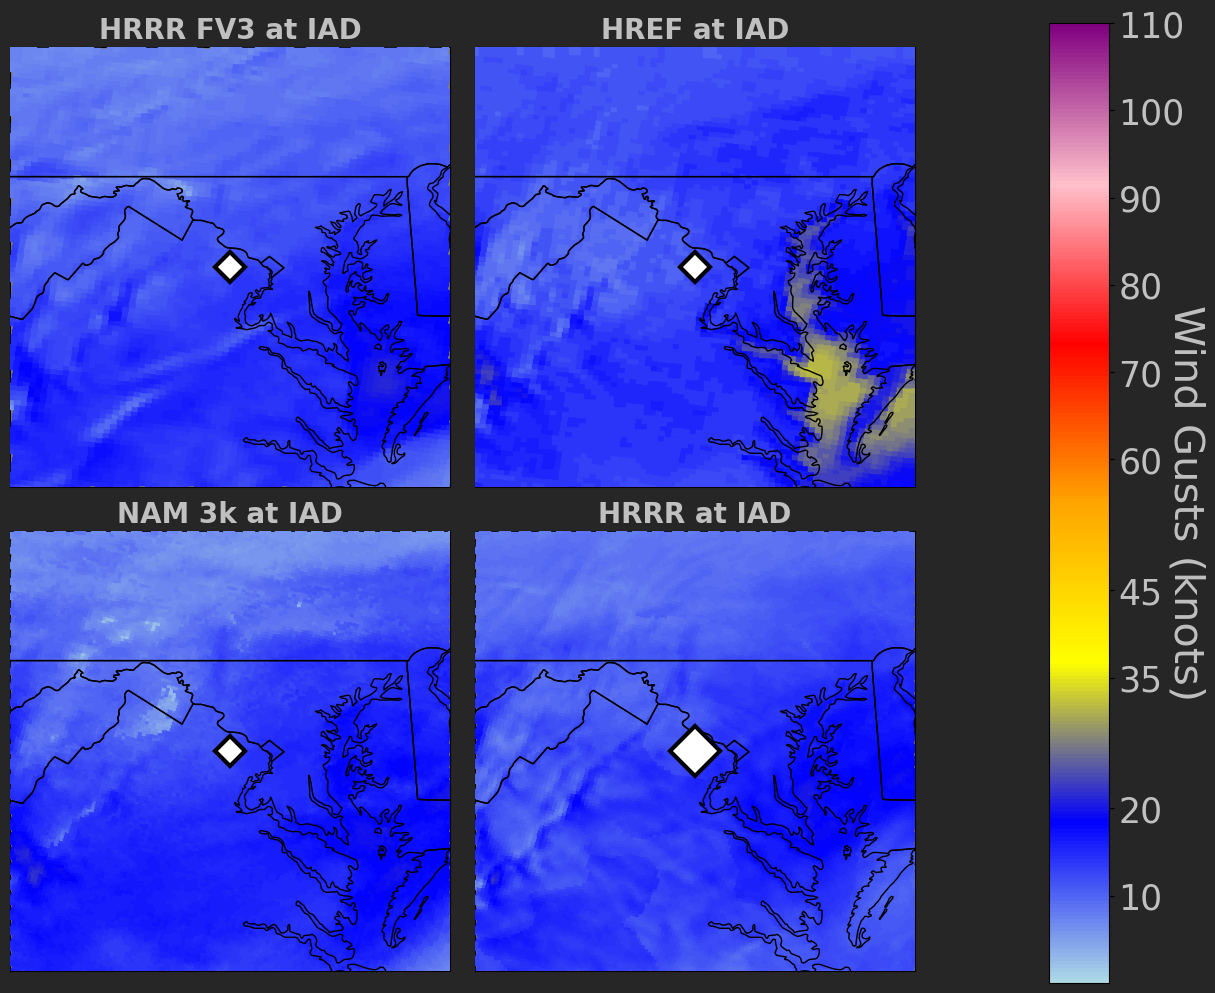 HRRR FV3 at IAD
HREF at IAD
NAM 3k at IAD
HRRR at IAD
110
100
90
80
70
60
45
35
20
10
Wind Gusts (knots)